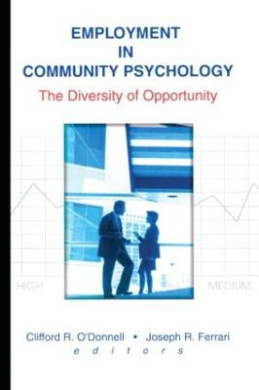 EMPLOYMENT
IN
COMMUNITY PSYCHOLOGY
The Diversity of Opportunity
HIGH
MEDIUM
Clifford R. O'Donnell • Joseph R. Ferrari
editors